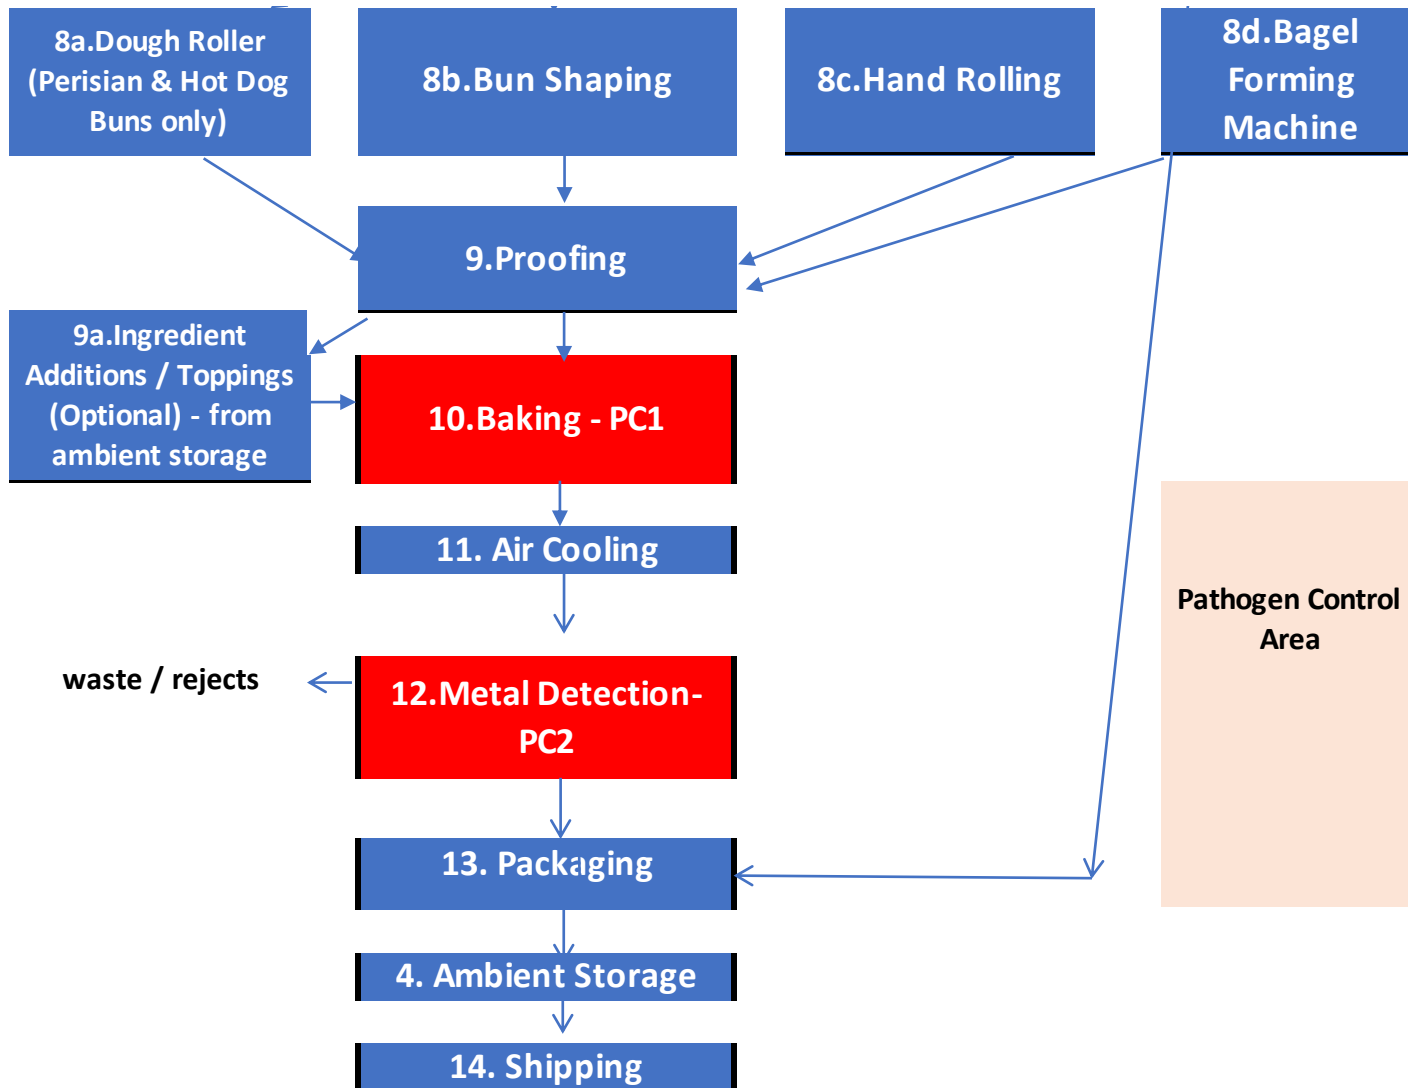 8a.Dough Roller
(Perisian & Hot Dog
Buns only)
8b.Bun Shaping
8c.Hand Rolling
8d.Bagel
Forming
Machine
9.Proofing
9a.Ingredient
Additions / Toppings
(Optional) - from
ambient storage
10.Baking - PC1
11. Air Cooling
Pathogen Control
Area
waste / rejects
12.Metal Detection-
PC2
13. Packaging
4. Ambient Storage
14. Shipping